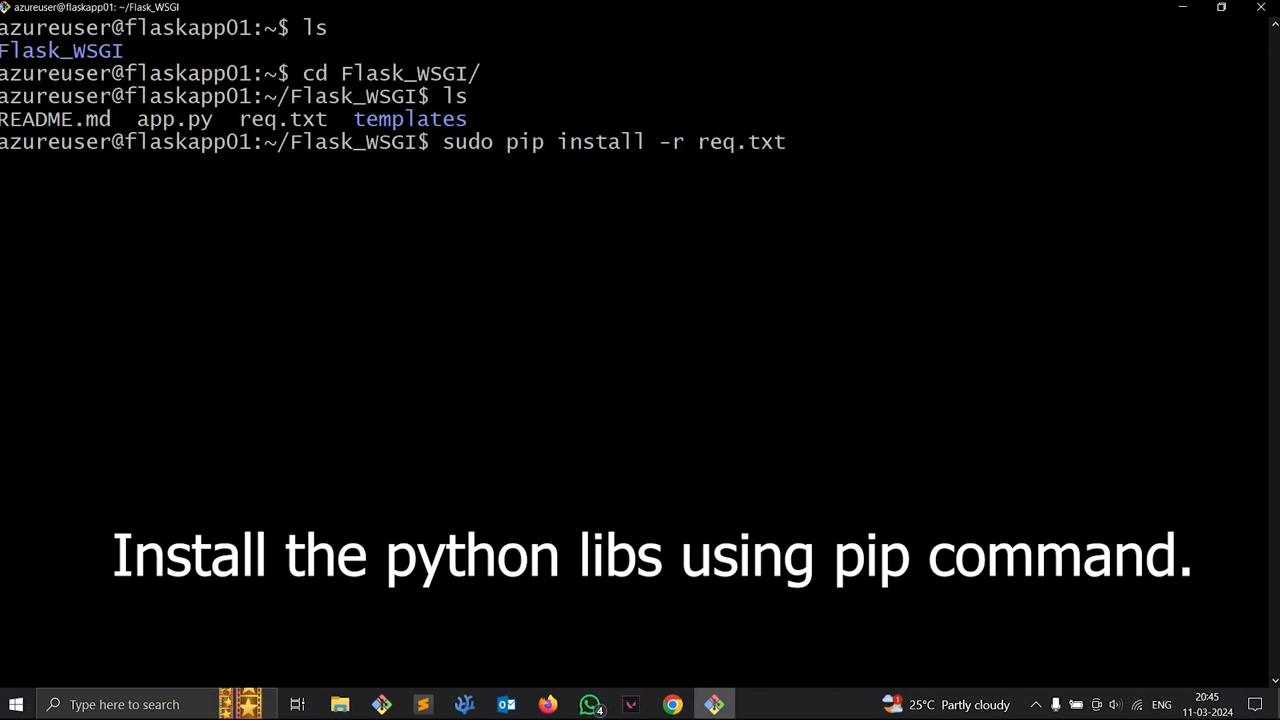 azureuser@flaskapp01: ~/Flask_WSGI
azureuser@flaskapp01:~$ ls
Flask_WSGI
azureuser@flaskapp01:~$ cd Flask_WSGI/
azureuser@flaskapp01:~/Flask_WSGI$ ls
README.md app.py req.txt templates
azureuser@flaskapp01:~/Flask_WSGI$ sudo pip install -r req.txt
Install the python libs using pip command.
Type here to search
4
1
25°C Partly cloudy
ENG
20:45
11-03-2024